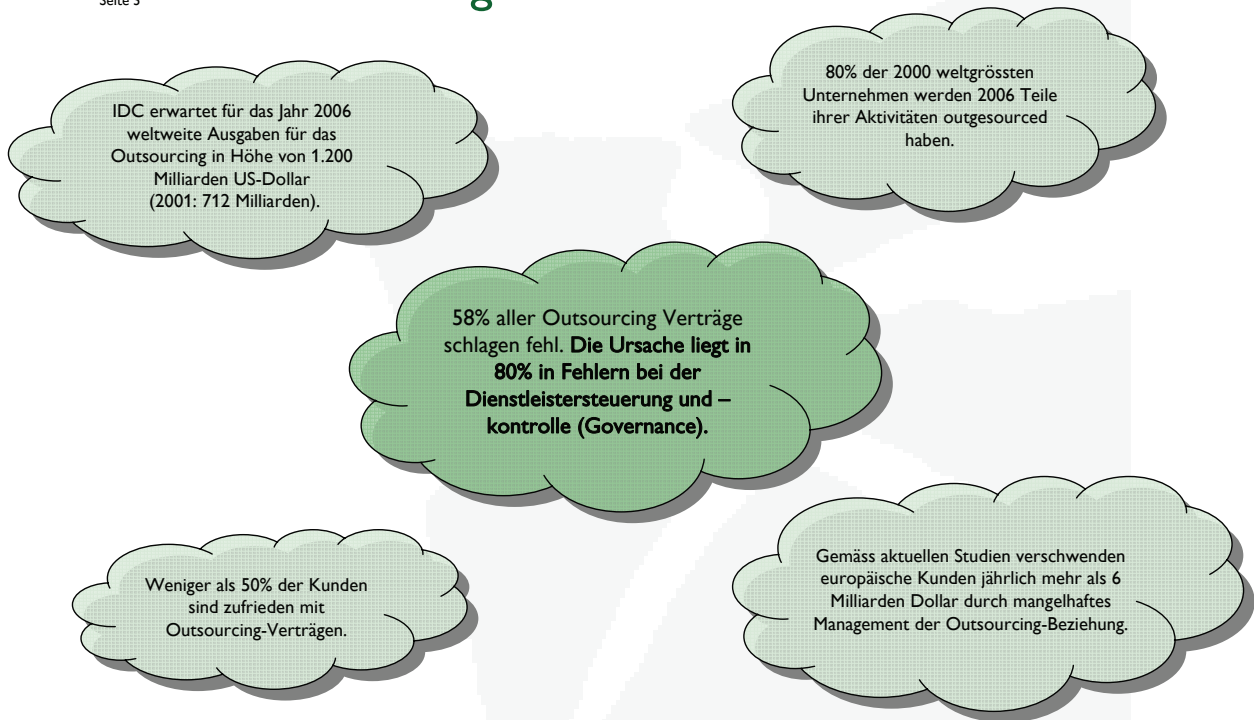 Seite 3
IDC erwartet für das Jahr 2006
weltweite Ausgaben für das
Outsourcing in Höhe von 1.200
Milliarden US-Dollar
(2001: 712 Milliarden).
80% der 2000 weltgrössten
Unternehmen werden 2006 Teile
ihrer Aktivitäten outgesourced
haben.
58% aller Outsourcing Verträge
schlagen fehl. Die Ursache liegt in
80% in Fehlern bei der
Dienstleistersteuerung und –
kontrolle (Governance).
Weniger als 50% der Kunden
sind zufrieden mit
Outsourcing-Verträgen.
Gemäss aktuellen Studien verschwenden
europäische Kunden jährlich mehr als 6
Milliarden Dollar durch mangelhaftes
Management der Outsourcing-Beziehung.